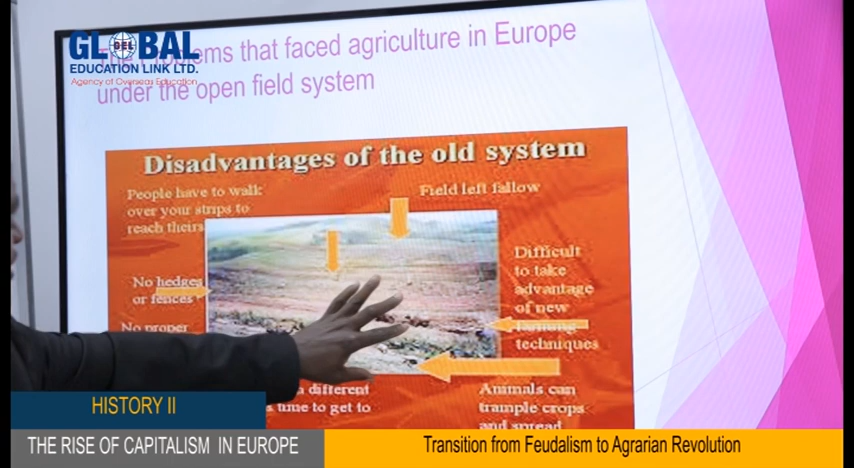 GLOBAL
GEL
EDUCATION LINK LTD.
Agency of Overseas Education
problems that faced agriculture in Europe
under the open field system
Disadvantages of the old system
People have to walk
over your strips to
reach theirs
Field left fallow
No hedges
or fences
No proper
Difficult
to take
advantage
of new
farming
techniques
different
time to get to
Animals can
trample crops
and spread
HISTORY II
THE RISE OF CAPITALISM IN EUROPE
Transition from Feudalism to Agrarian Revolution